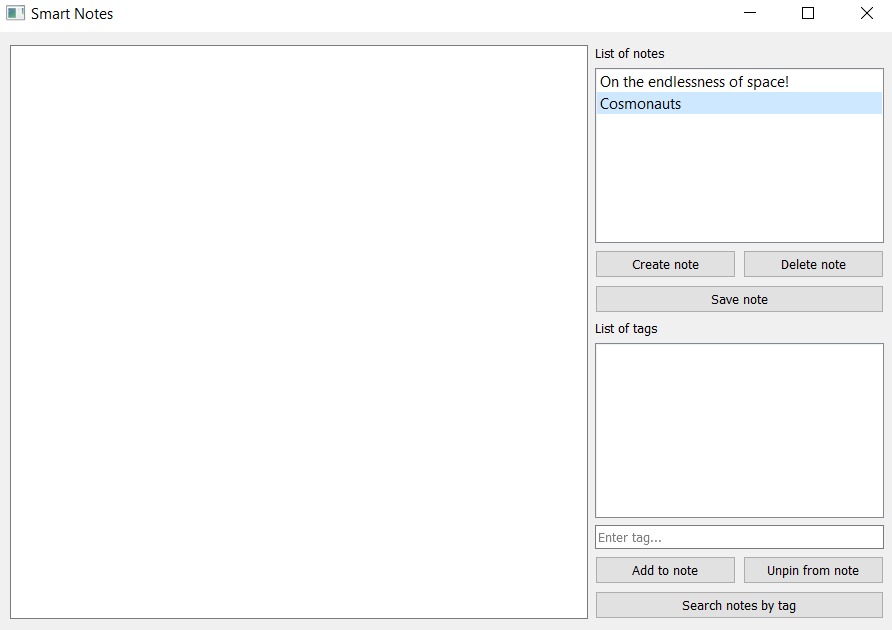 Smart Notes
List of notes
On the endlessness of space!
Cosmonauts
Create note
Delete note
Save note
List of tags
Enter tag...
Add to note
Unpin from note
Search notes by tag